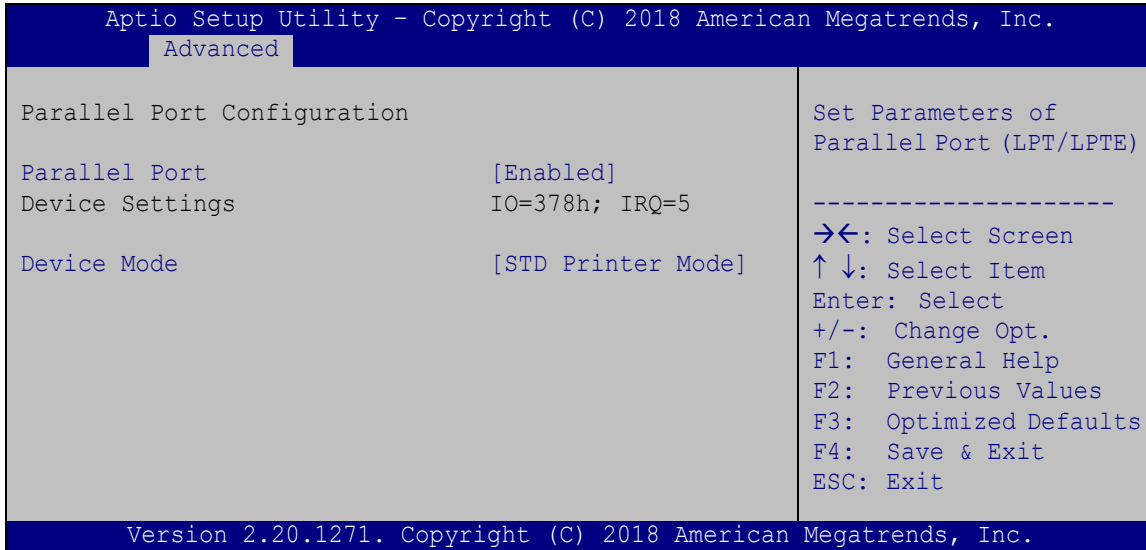 Aptio Setup Utility – Copyright (C) 2018 American Megatrends, Inc.
Advanced
Parallel Port Configuration
Parallel Port [Enabled]
Device Settings IO=378h; IRQ=5
Device Mode [STD Printer Mode]
Set Parameters of
Parallel Port (LPT/LPTE)
---------------------
→←: Select Screen
↑ ↓: Select Item
Enter: Select
+/-: Change Opt.
F1: General Help
F2: Previous Values
F3: Optimized Defaults
F4: Save & Exit
ESC: Exit
Version 2.20.1271. Copyright (C) 2018 American Megatrends, Inc.